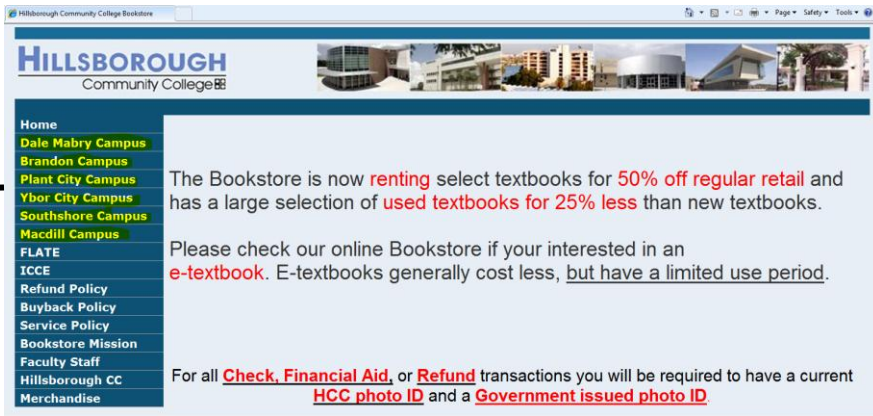 Hillsborough Community College Bookstore
Page ▾ Safety ▾ Tools ▾
HILLSBOROUGH
Community College
Home
Dale Mabry Campus
Brandon Campus
Plant City Campus
Ybor City Campus
Southshore Campus
Macdill Campus
FLATE
ICCE
Refund Policy
Buyback Policy
Service Policy
Bookstore Mission
Faculty Staff
Hillsborough CC
Merchandise
The Bookstore is now renting select textbooks for 50% off regular retail and
has a large selection of used textbooks for 25% less than new textbooks.
Please check our online Bookstore if your interested in an
e-textbook. E-textbooks generally cost less, but have a limited use period.
For all Check, Financial Aid, or Refund transactions you will be required to have a current
HCC photo ID and a Government issued photo ID.